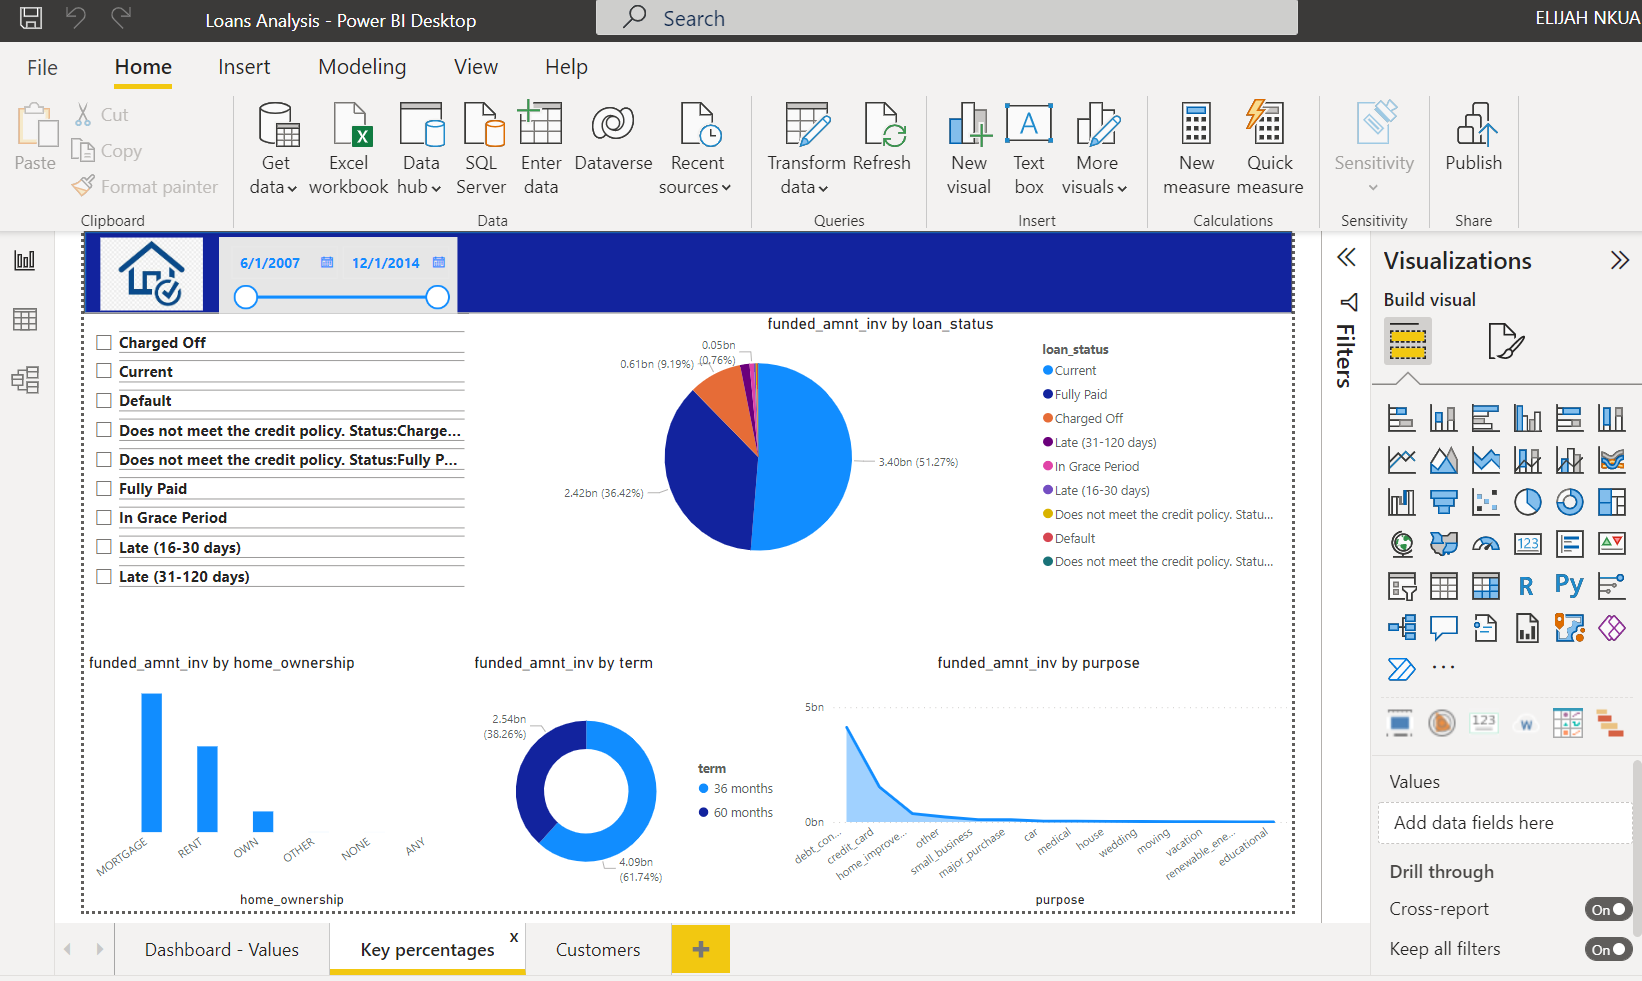 Loans Analysis - Power BI Desktop
Search
ELIJAH NKUA
File
Home
Insert
Modeling
View
Help
Paste
Cut
Copy
Format painter
Clipboard
Get data
Excel workbook
Data hub
SQL Server
Enter data
Dataverse
Recent sources
Data
Transform data
Refresh
Queries
New visual
Text box
More visuals
Insert
New measure
Quick measure
Calculations
Sensitivity
Sensitivity
Publish
Share
6/1/2007
12/1/2014
Charged Off
Current
Default
Does not meet the credit policy. Status:Charge...
Does not meet the credit policy. Status:Fully P...
Fully Paid
In Grace Period
Late (16-30 days)
Late (31-120 days)
funded_amnt_inv by loan_status
0.05bn
(0.76%)
0.61bn (9.19%)
3.40bn (51.27%)
2.42bn (36.42%)
loan_status
Current
Fully Paid
Charged Off
Late (31-120 days)
In Grace Period
Late (16-30 days)
Does not meet the credit policy. Statu...
Default
Does not meet the credit policy. Statu...
funded_amnt_inv by home_ownership
MORTGAGE
RENT
OWN
OTHER
NONE
ANY
home_ownership
funded_amnt_inv by term
2.54bn
(38.26%)
4.09bn
(61.74%)
term
36 months
60 months
funded_amnt_inv by purpose
5bn
0bn
debt_con...
credit_card
home_improve...
other
small_business
major_purchase
car
medical
house
wedding
moving
vacation
renewable_ene...
educational
purpose
Filters
Visualizations
Build visual
123
R
Py
123
W
Values
Add data fields here
Drill through
Cross-report
On
Keep all filters
On
Dashboard - Values
Key percentages
x
Customers
+